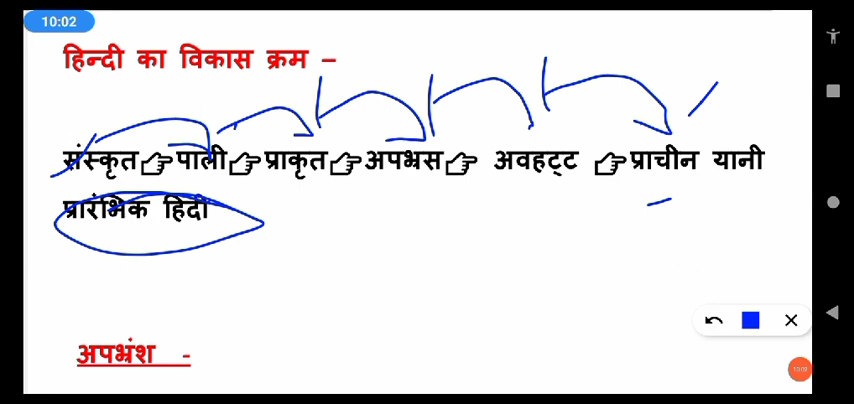 10:02
हिन्दी का विकास क्रम –
संस्कृत👉पाली👉प्राकृत👉अपभ्रस👉 अवहट्ट 👉प्राचीन यानी
प्रारंभिक हिदी
अपभ्रंश -